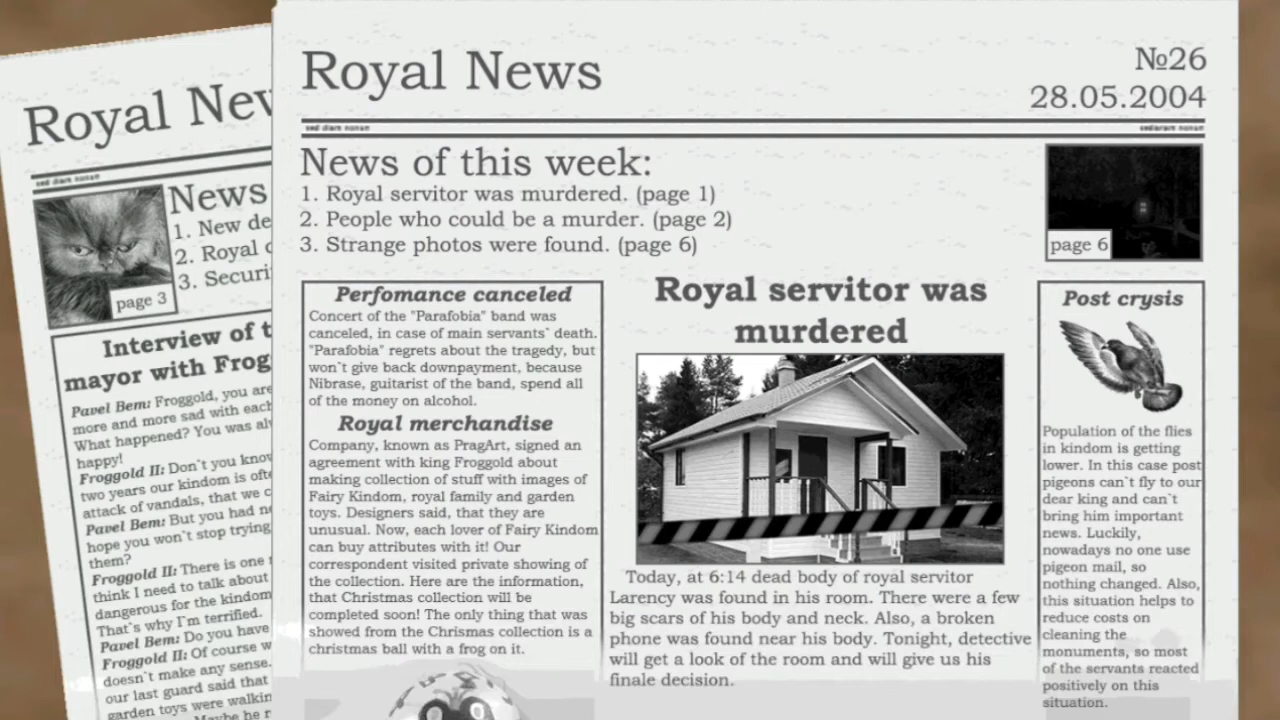 Royal New
sed diam nonun
News
1. New de
2. Royal
3. Securi
page 3
Interview of t
mayor with Frog
Pavel Bem: Froggold, you are
more and more sad with each
What happened? You was al
happy!
Froggold II: Don`t you know
two years our kindom is ofte
attack of vandals, that we c
Pavel Bem: But you had n
hope you won`t stop trying
them?
Froggold II: There is one
think I need to talk about
dangerous for the kindom
That`s why I`m terrified.
Pavel Bem: Do you have
Froggold II: Of course w
doesn`t make any sense.
our last guard said that
garden toys were walkin
Maybe he r
Royal News
№26
28.05.2004
sed diam nonun
News of this week:
1. Royal servitor was murdered. (page 1)
2. People who could be a murder. (page 2)
3. Strange photos were found. (page 6)
page 6
Perfomance canceled
Concert of the "Parafobia" band was
canceled, in case of main servants` death.
"Parafobia" regrets about the tragedy, but
won`t give back downpayment, because
Nibrase, guitarist of the band, spend all
of the money on alcohol.
Royal merchandise
Company, known as PragArt, signed an
agreement with king Froggold about
making collection of stuff with images of
Fairy Kindom, royal family and garden
toys. Designers said, that they are
unusual. Now, each lover of Fairy Kindom
can buy attributes with it! Our
correspondent visited private showing of
the collection. Here are the information,
that Christmas collection will be
completed soon! The only thing that was
showed from the Chrismas collection is a
christmas ball with a frog on it.
Royal servitor was
murdered
Today, at 6:14 dead body of royal servitor
Larency was found in his room. There were a few
big scars of his body and neck. Also, a broken
phone was found near his body. Tonight, detective
will get a look of the room and will give us his
finale decision.
Post crysis
Population of the flies
in kindom is getting
lower. In this case post
pigeons can`t fly to our
dear king and can`t
bring him important
news. Luckily,
nowadays no one use
pigeon mail, so
nothing changed. Also,
this situation helps to
reduce costs on
cleaning the
monuments, so most
of the servants reacted
positively on this
situation.